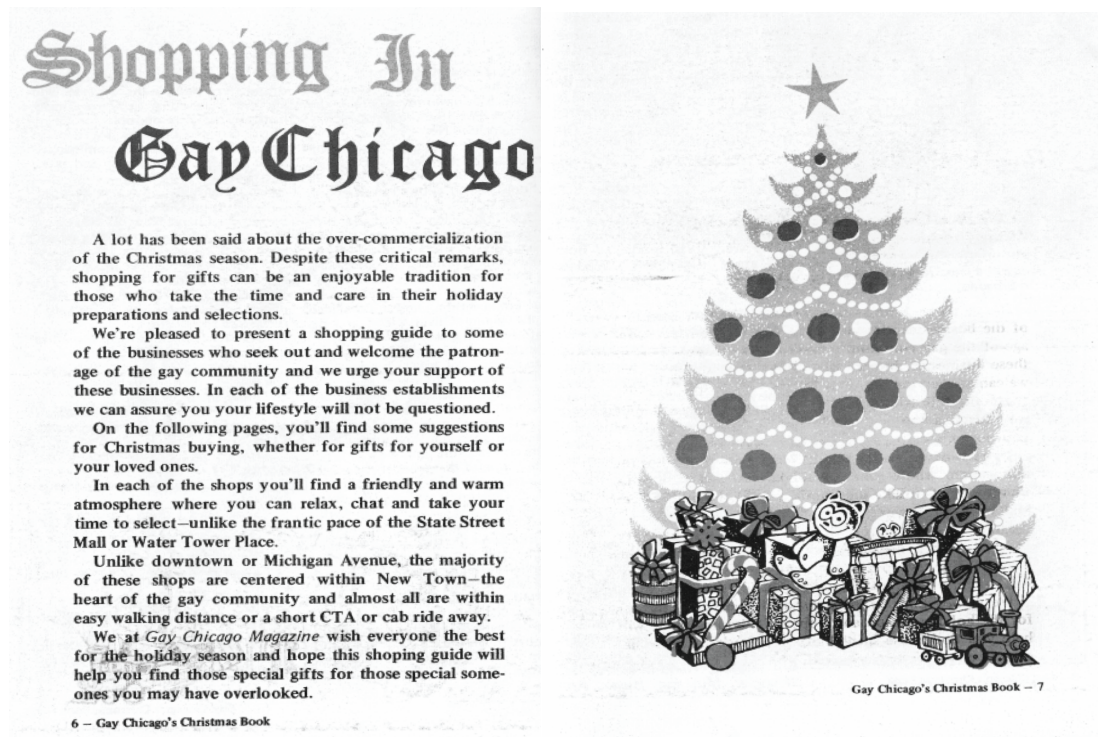 Shopping In
Gay Chicago
A lot has been said about the over-commercialization
of the Christmas season. Despite these critical remarks,
shopping for gifts can be an enjoyable tradition for
those who take the time and care in their holiday
preparations and selections.
We're pleased to present a shopping guide to some
of the businesses who seek out and welcome the patron-
age of the gay community and we urge your support of
these businesses. In each of the business establishments
we can assure you your lifestyle will not be questioned.
On the following pages, you'll find some suggestions
for Christmas buying, whether for gifts for yourself or
your loved ones.
In each of the shops you'll find a friendly and warm
atmosphere where you can relax, chat and take your
time to select—unlike the frantic pace of the State Street
Mall or Water Tower Place.
Unlike downtown or Michigan Avenue, the majority
of these shops are centered within New Town—the
heart of the gay community and almost all are within
easy walking distance or a short CTA or cab ride away.
We at Gay Chicago Magazine wish everyone the best
for the holiday season and hope this shoping guide will
help you find those special gifts for those special some-
ones you may have overlooked.
6 — Gay Chicago's Christmas Book
Gay Chicago's Christmas Book — 7